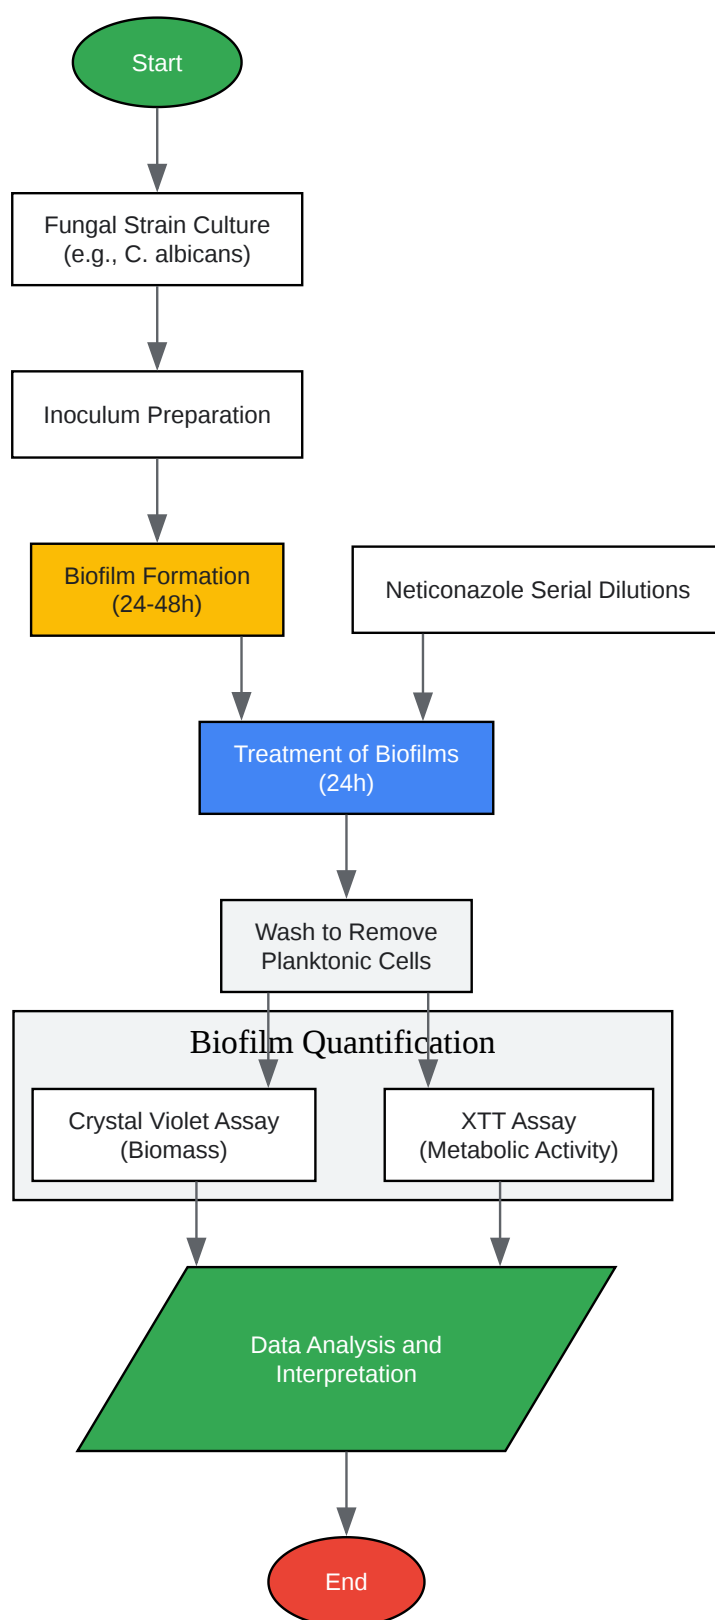 Start
Fungal Strain Culture
(e.g., C. albicans)
Inoculum Preparation
Biofilm Formation
(24-48h)
Neticonazole Serial Dilutions
Treatment of Biofilms
(24h)
Wash to Remove
Planktonic Cells
Biofilm Quantification
Crystal Violet Assay
(Biomass)
XTT Assay
(Metabolic Activity)
Data Analysis and
Interpretation
End